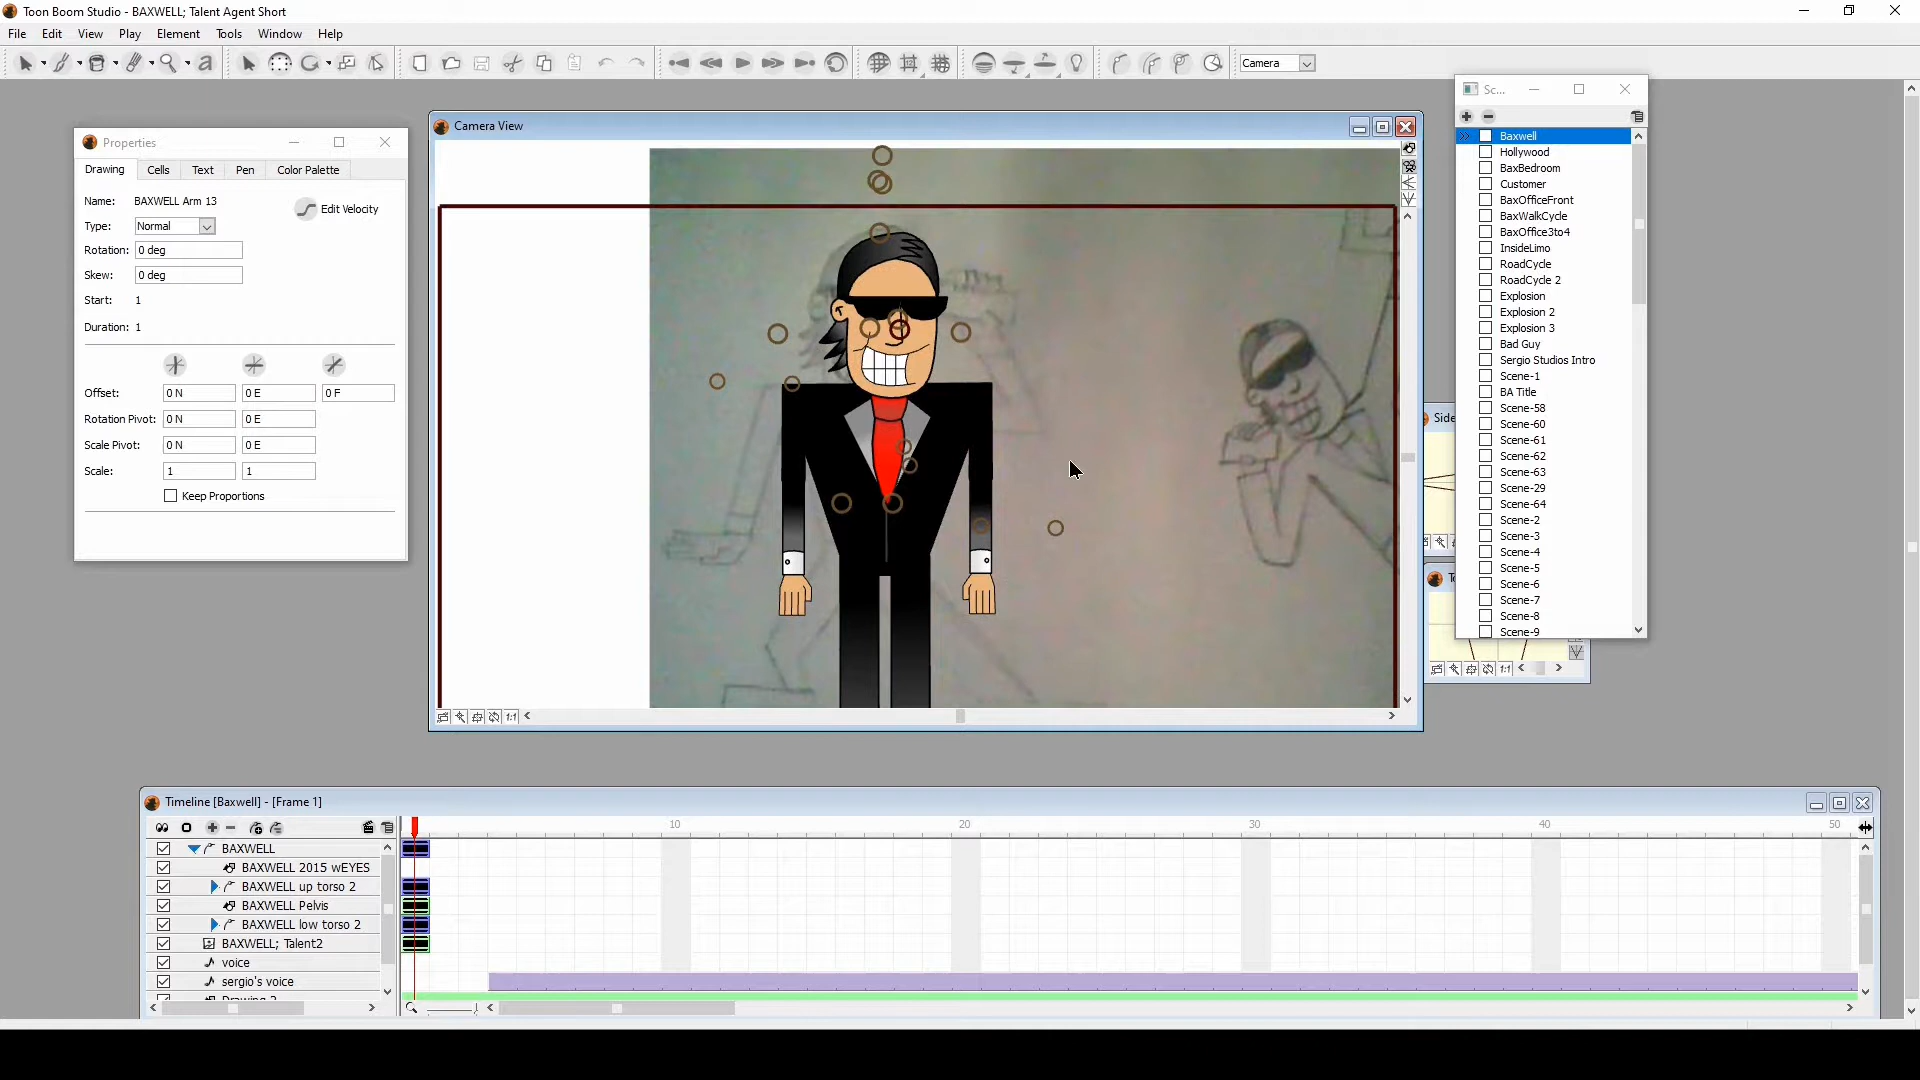 Toon Boom Studio - BAXWELL; Talent Agent Short
File Edit View Play Element Tools Window Help
Camera
Properties
Drawing Cells Text Pen Color Palette
Name: BAXWELL Arm 13
Edit Velocity
Type: Normal
Rotation: 0 deg
Skew: 0 deg
Start: 1
Duration: 1
Offset: 0 N 0 E 0 F
Rotation Pivot: 0 N 0 E
Scale Pivot: 0 N 0 E
Scale: 1 1
Keep Proportions
Camera View
1:1
Sc...
Baxwell
Hollywood
BaxBedroom
Customer
BaxOfficeFront
BaxWalkCycle
BaxOffice3to4
InsideLimo
RoadCycle
RoadCycle 2
Explosion
Explosion 2
Explosion 3
Bad Guy
Sergio Studios Intro
Scene-1
BA Title
Scene-58
Scene-60
Scene-61
Scene-62
Scene-63
Scene-29
Scene-64
Scene-2
Scene-3
Scene-4
Scene-5
Scene-6
Scene-7
Scene-8
Scene-9
Side
1:1
Timeline [Baxwell] - [Frame 1]
10 20 30 40 50
BAXWELL
BAXWELL 2015 wEYES
BAXWELL up torso 2
BAXWELL Pelvis
BAXWELL low torso 2
BAXWELL; Talent2
voice
sergio's voice